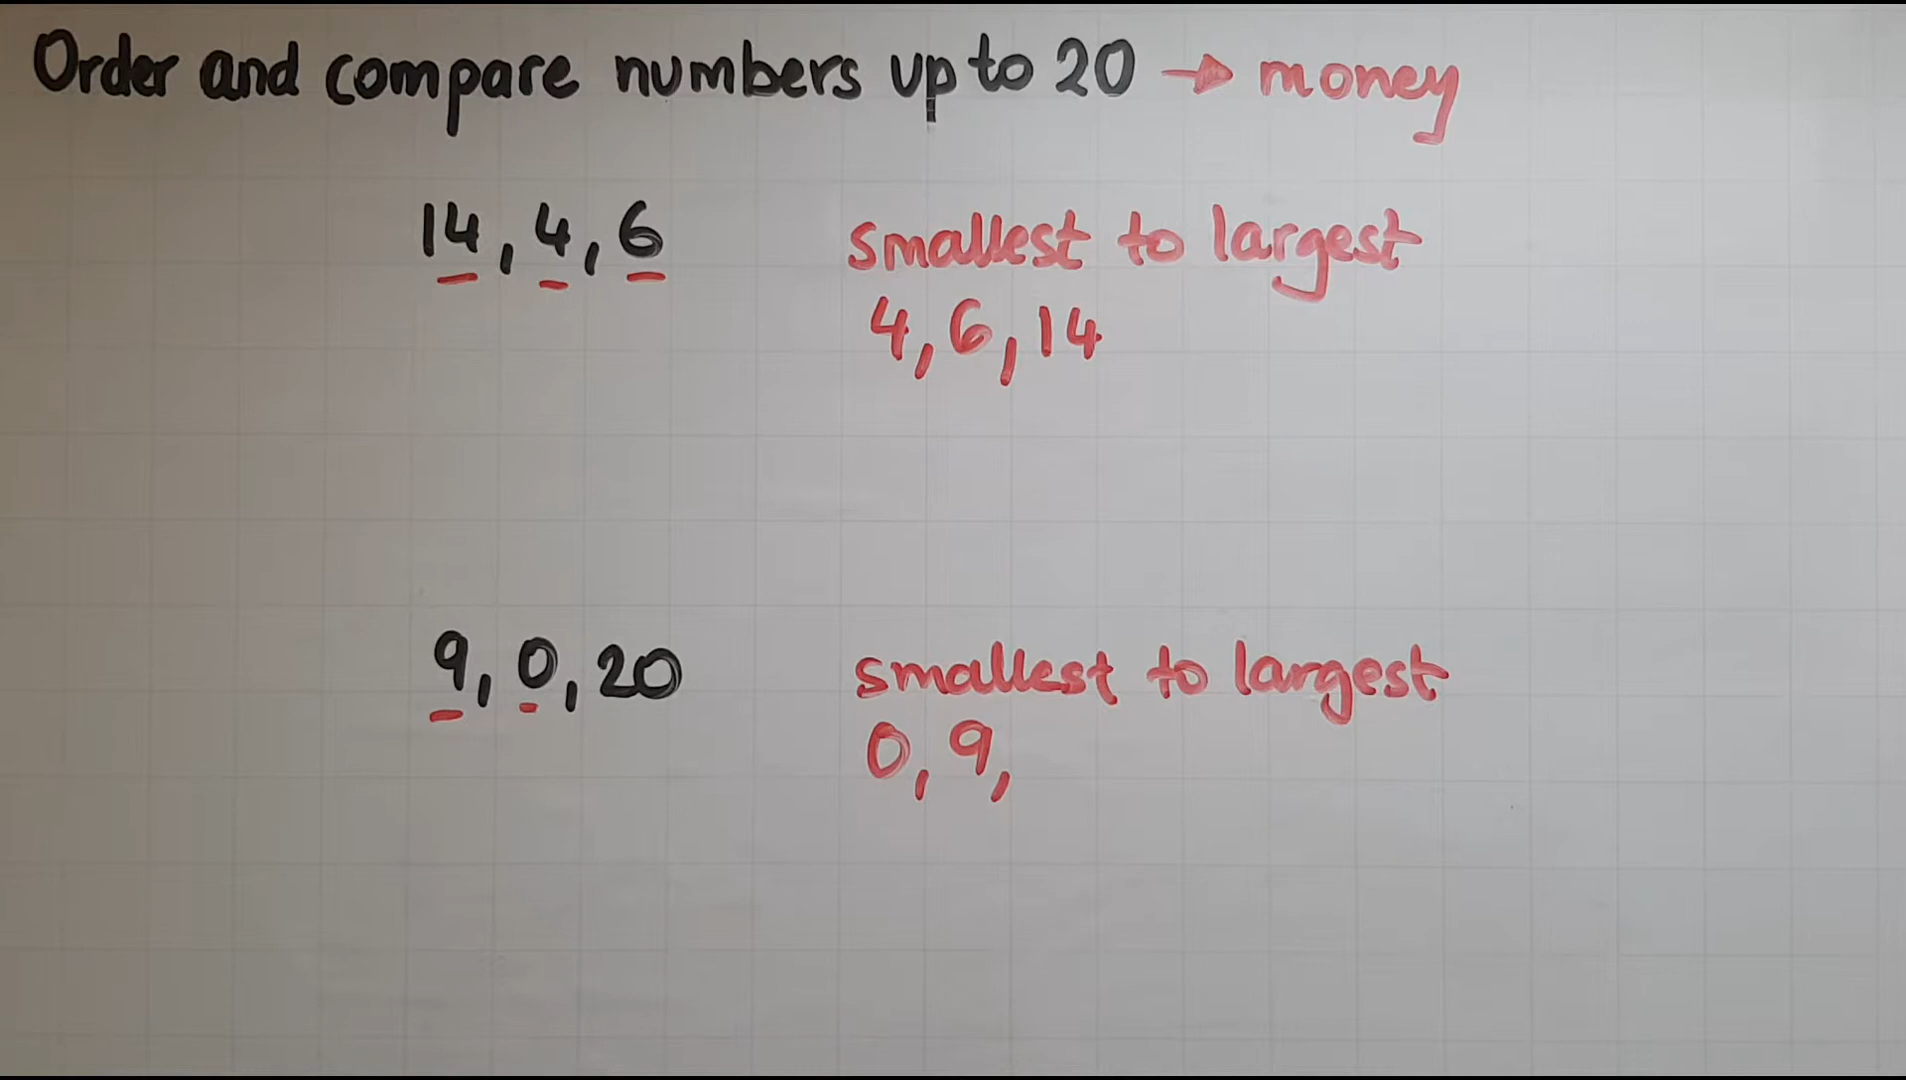 Order and compare numbers up to 20 → money
14, 4, 6
smallest to largest
4, 6, 14
9, 0, 20
smallest to largest
0, 9,